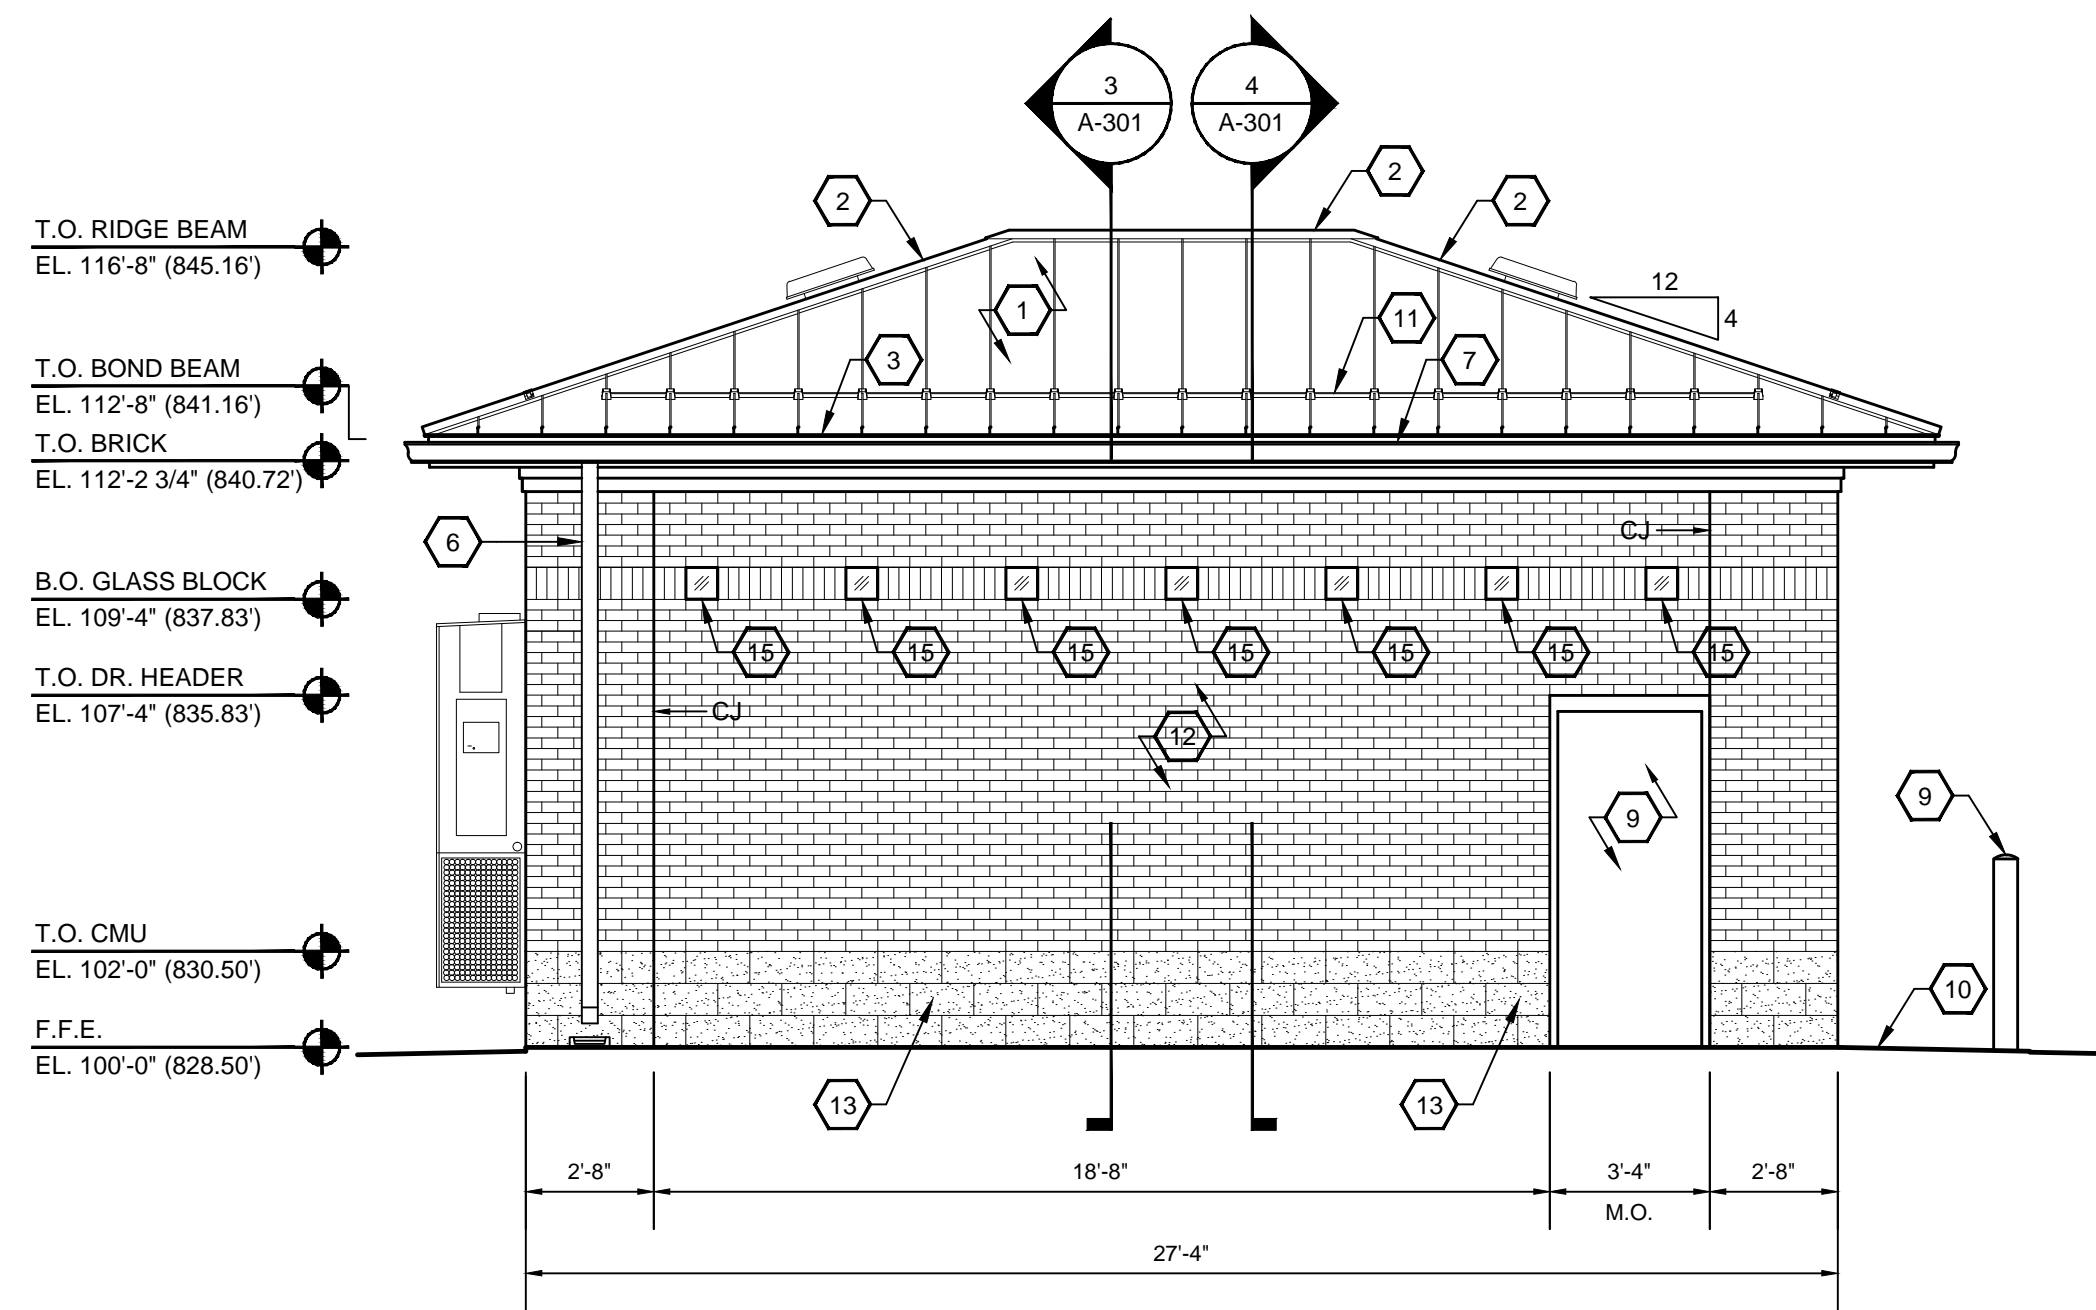 3
A-301
4
A-301
2
2
2
T.O. RIDGE BEAM
EL. 116'-8" (845.16')
12
4
1
11
3
7
T.O. BOND BEAM
EL. 112'-8" (841.16')
T.O. BRICK
EL. 112'-2 3/4" (840.72')
6
CJ
B.O. GLASS BLOCK
EL. 109'-4" (837.83')
15
15
15
15
15
15
15
T.O. DR. HEADER
EL. 107'-4" (835.83')
CJ
12
9
9
T.O. CMU
EL. 102'-0" (830.50')
10
F.F.E.
EL. 100'-0" (828.50')
13
13
2'-8"
18'-8"
3'-4"
2'-8"
M.O.
27'-4"